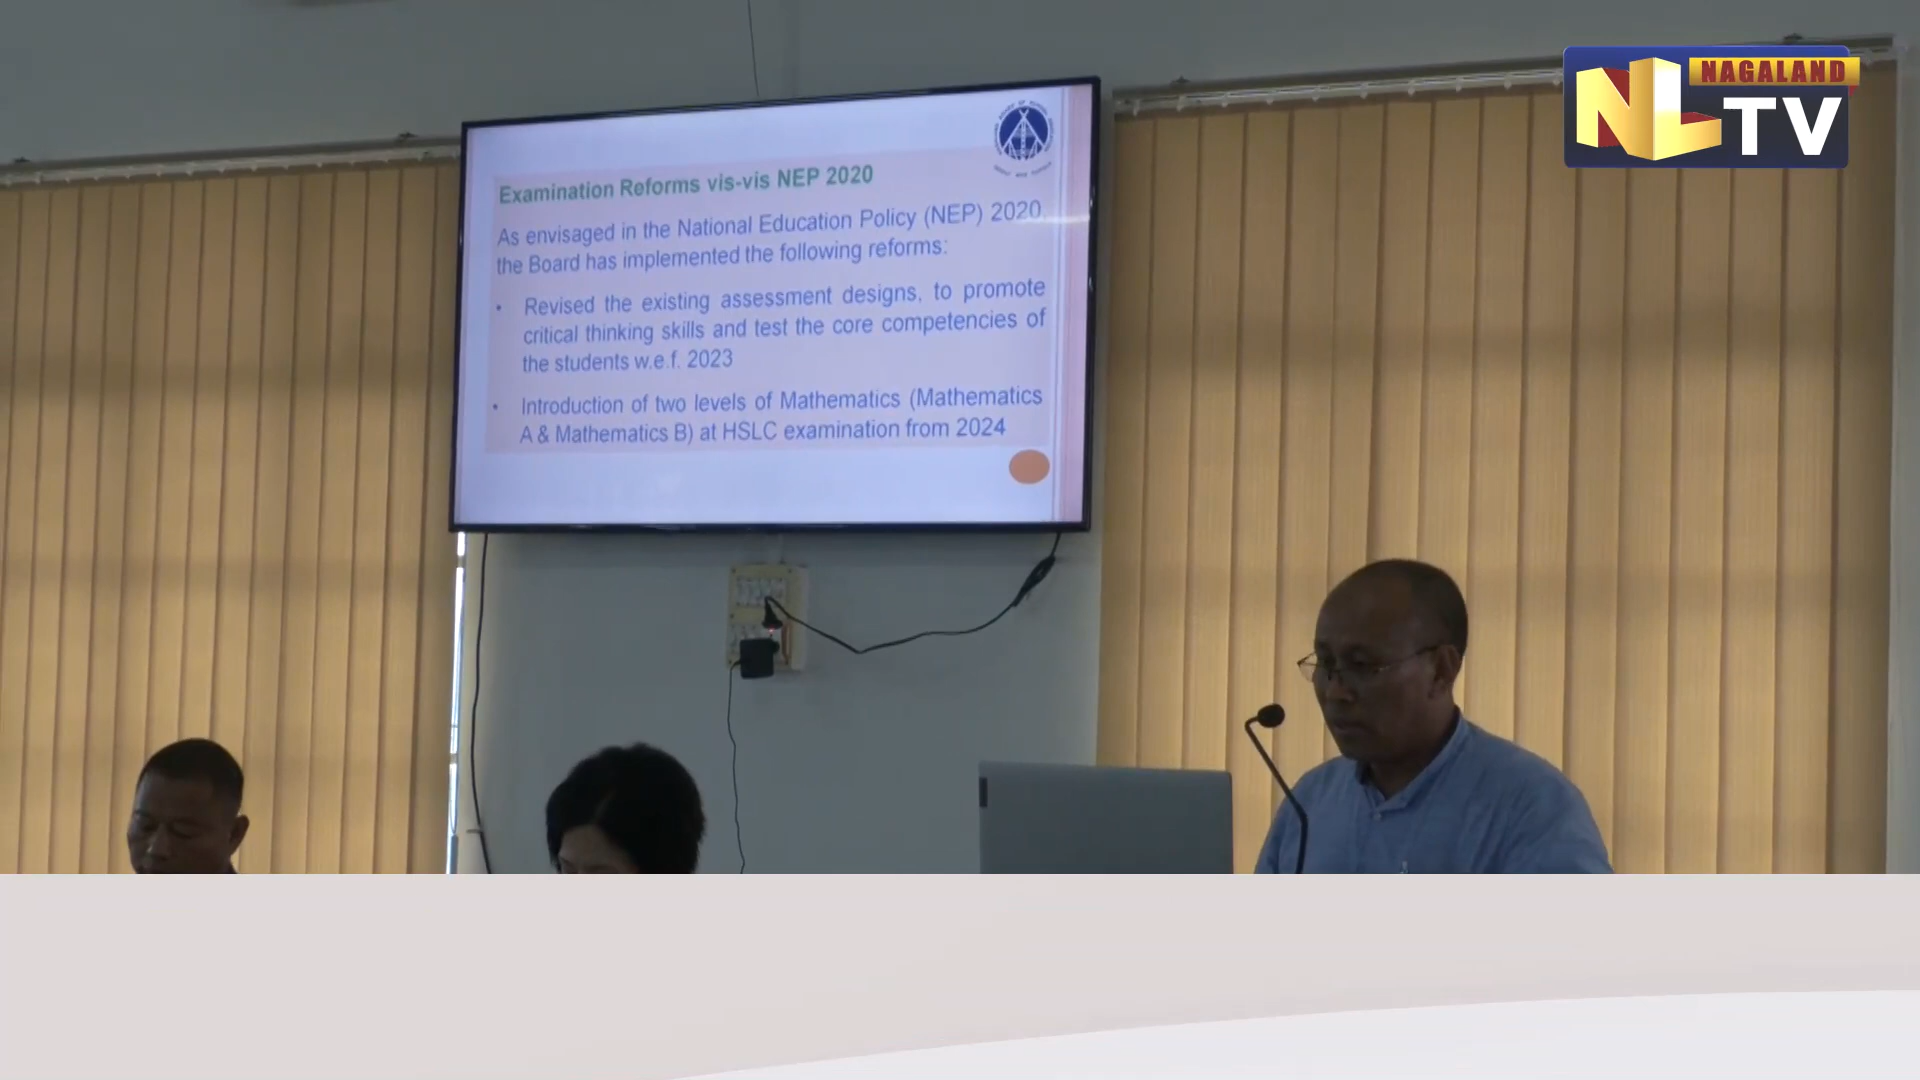 NAGALAND
NL TV
Examination Reforms vis-vis NEP 2020
As envisaged in the National Education Policy (NEP) 2020,
the Board has implemented the following reforms:
• Revised the existing assessment designs, to promote
critical thinking skills and test the core competencies of
the students w.e.f. 2023
• Introduction of two levels of Mathematics (Mathematics
A & Mathematics B) at HSLC examination from 2024